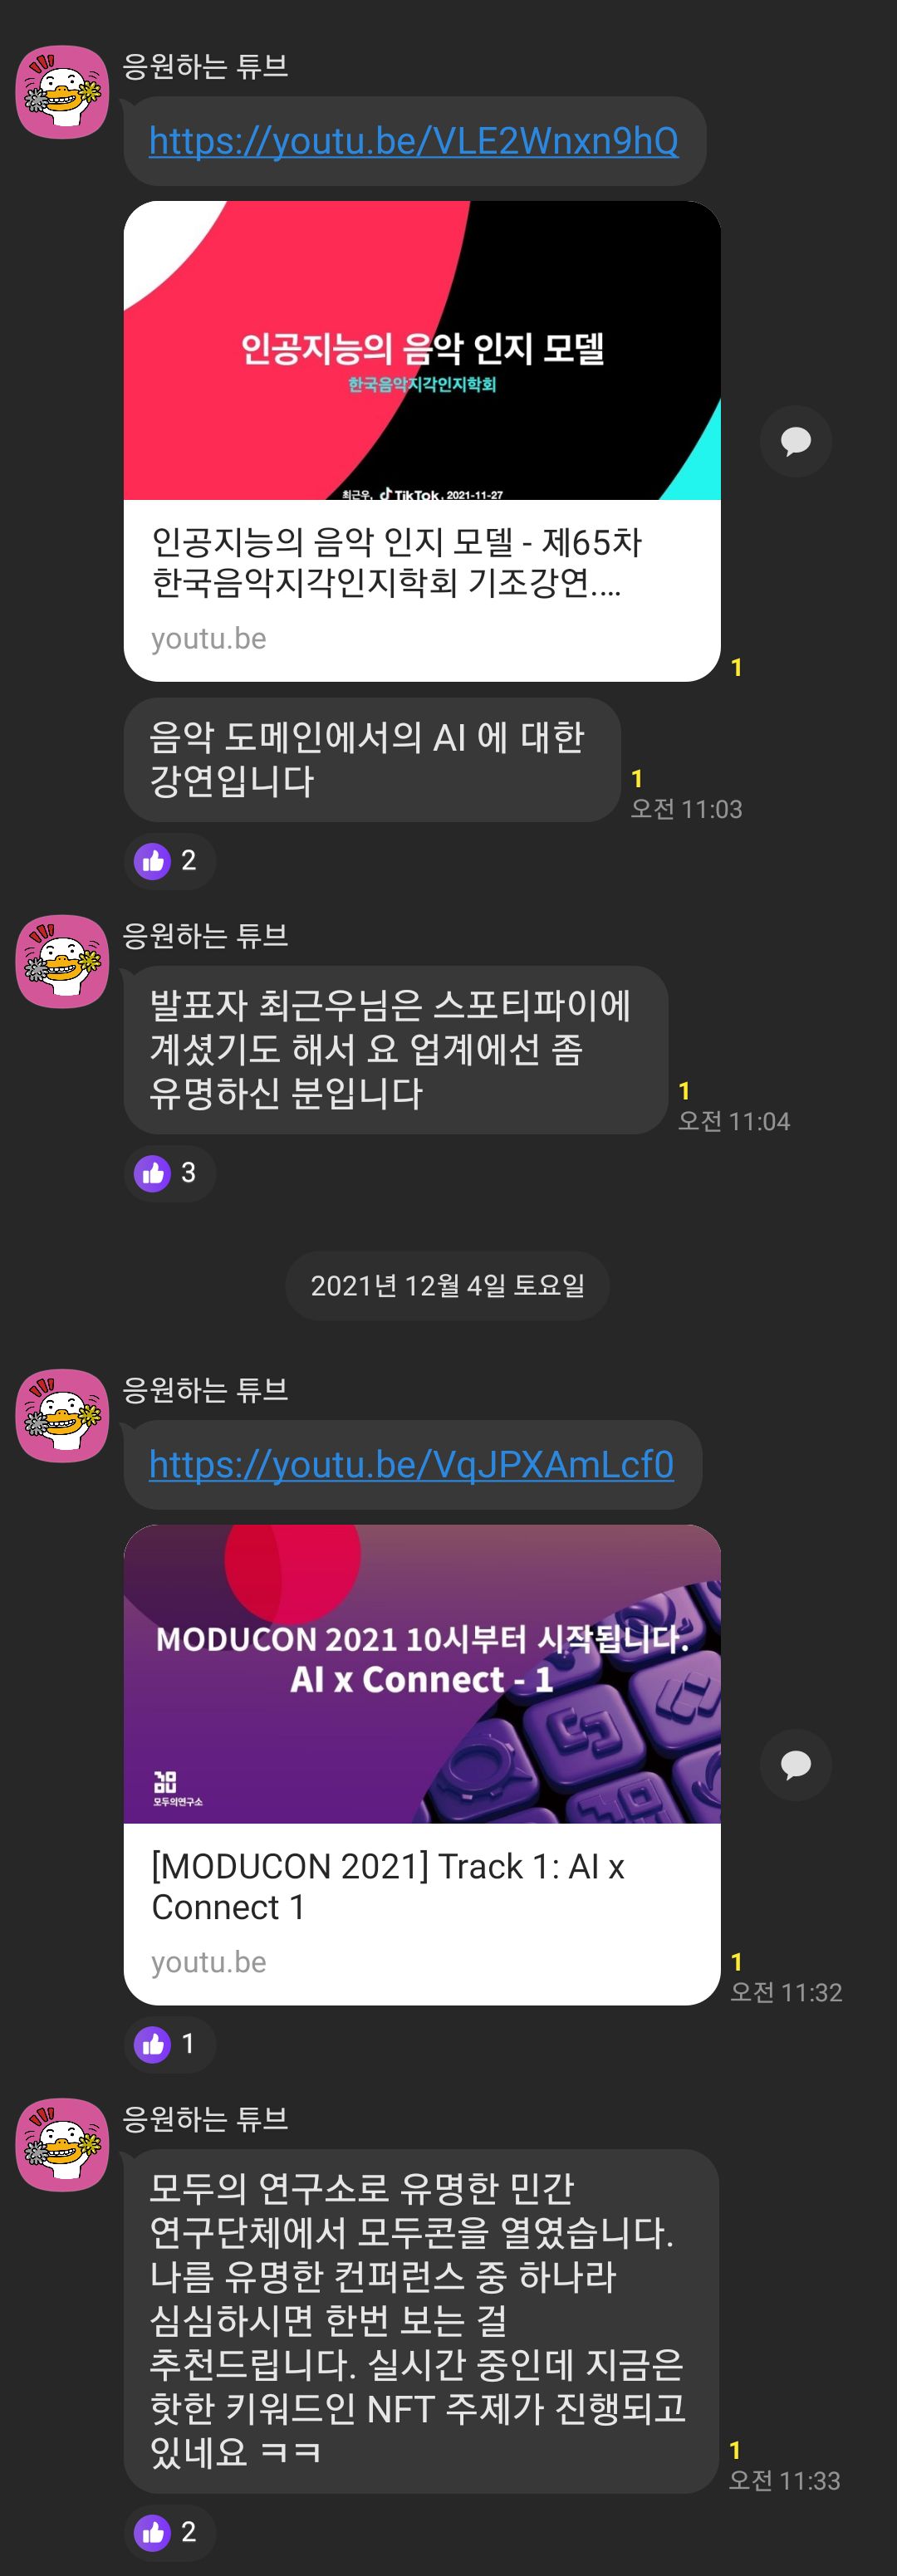 응원하는 튜브
https://youtu.be/VLE2Wnxn9hQ
인공지능의 음악 인지 모델
한국음악지각인지학회
최근우, TikTok, 2021-11-27
인공지능의 음악 인지 모델 - 제65차
한국음악지각인지학회 기조강연....
youtu.be
1
음악 도메인에서의 AI 에 대한
강연입니다
1
오전 11:03
2
응원하는 튜브
발표자 최근우님은 스포티파이에
계셨기도 해서 요 업계에선 좀
유명하신 분입니다
1
오전 11:04
3
2021년 12월 4일 토요일
응원하는 튜브
https://youtu.be/VqJPXAmLcf0
MODUCON 2021 10시부터 시작됩니다.
AI x Connect - 1
모두의연구소
[MODUCON 2021] Track 1: AI x
Connect 1
youtu.be
1
오전 11:32
1
응원하는 튜브
모두의 연구소로 유명한 민간
연구단체에서 모두콘을 열였습니다.
나름 유명한 컨퍼런스 중 하나라
심심하시면 한번 보는 걸
추천드립니다. 실시간 중인데 지금은
핫한 키워드인 NFT 주제가 진행되고
있네요 ㅋㅋ
1
오전 11:33
2